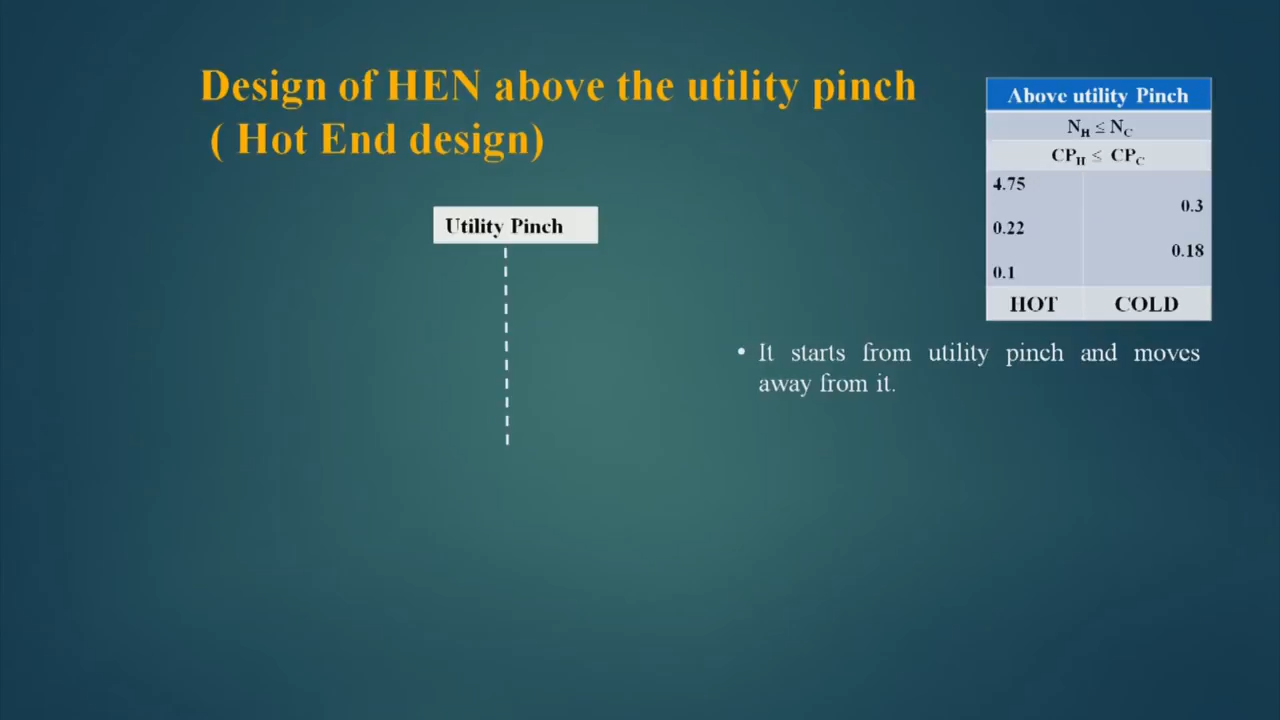 Design of HEN above the utility pinch
( Hot End design)
Above utility Pinch
NH ≤ NC
CPH ≤ CPC
4.75
0.3
0.22
0.18
0.1
HOT COLD
Utility Pinch
• It starts from utility pinch and moves
away from it.